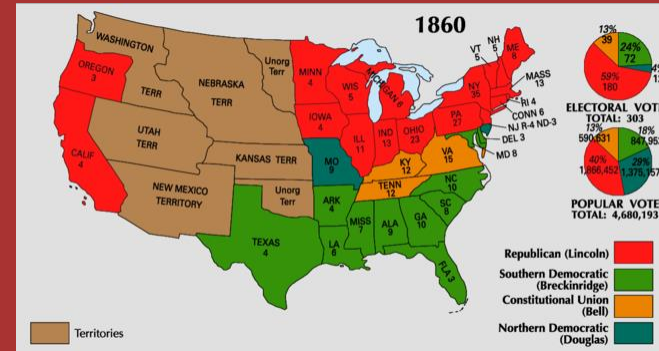 1860
WASHINGTON
TERR
OREGON
3
CALIF
4
NEBRASKA
TERR
Unorg
Terr
UTAH
TERR
KANSAS TERR
NEW MEXICO
TERRITORY
Unorg
Terr
TEXAS
4
MINN
4
IOWA
4
MO
9
ARK
4
LA
6
WIS
5
MICHIGAN 6
ILL
11
IND
13
OHIO
23
KY
12
TENN
12
MISS
7
ALA
9
GA
10
FLA 3
SC
8
NC
10
VA
15
PA
27
NY
35
VT
5
NH
5
ME
8
MASS
13
RI 4
CONN 6
NJ R-4 ND-3
DEL 3
MD 8
13%
39
24%
72
59%
180
ELECTORAL VOT
TOTAL: 303
13%
590,631
18%
847,95
40%
1,866,452
29%
1,375,157
POPULAR VOTE
TOTAL: 4,680,193
Republican (Lincoln)
Southern Democratic
(Breckinridge)
Constitutional Union
(Bell)
Northern Democratic
(Douglas)
Territories